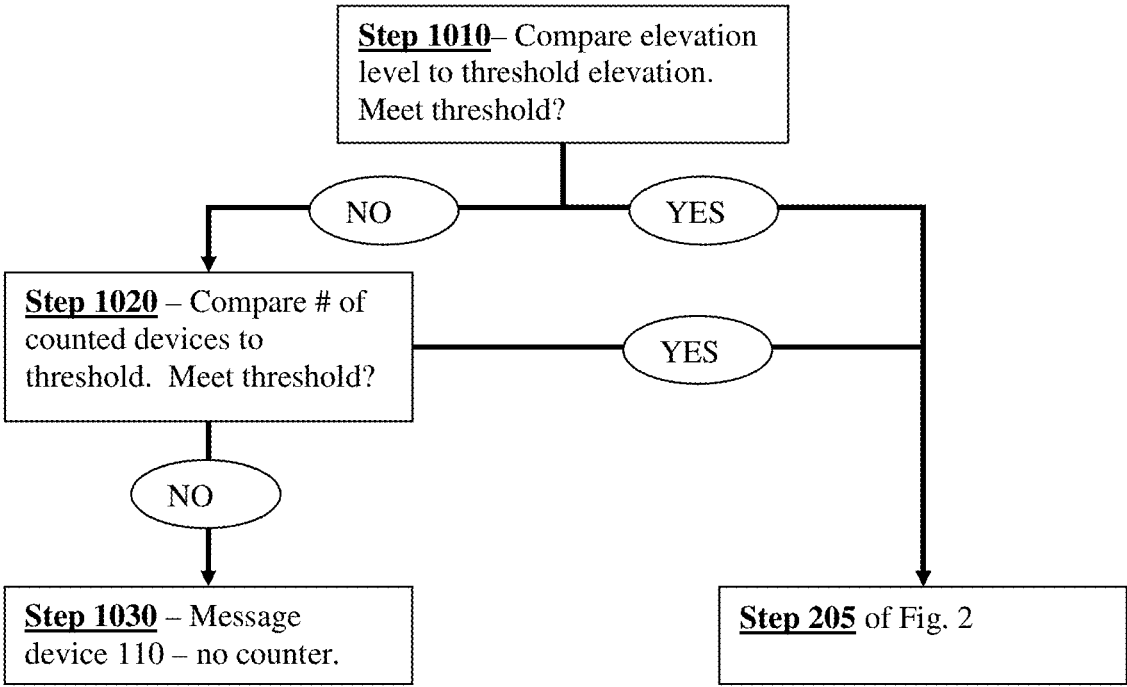 Step 1010– Compare elevation
level to threshold elevation.
Meet threshold?
NO
YES
Step 1020 – Compare # of
counted devices to
threshold.  Meet threshold?
YES
NO
Step 1030 – Message
device 110 – no counter.
Step 205 of Fig. 2